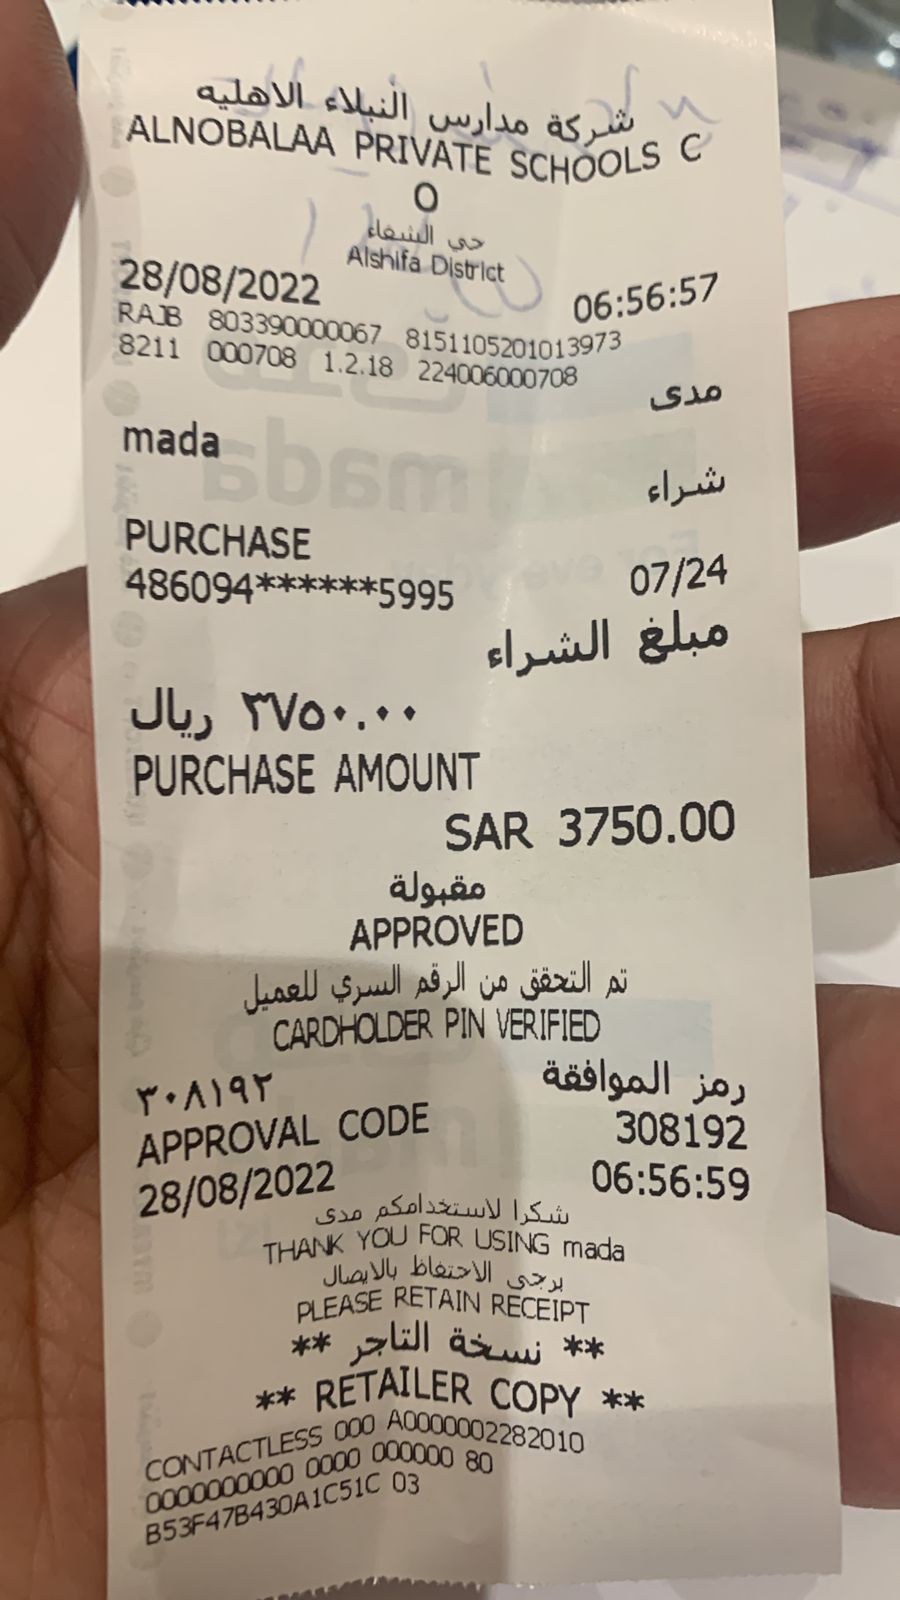 شركة مدارس النبلاء الاهليه
ALNOBALAA PRIVATE SCHOOLS C
O
حي الشفاء
Alshifa District
28/08/2022 06:56:57
RAJB 803390000067 8151105201013973
8211 000708 1.2.18 224006000708
مدى
mada
شراء
PURCHASE
486094******5995 07/24
مبلغ الشراء
٣٧٥٠.٠٠ ريال
PURCHASE AMOUNT
SAR 3750.00
مقبولة
APPROVED
تم التحقق من الرقم السري للعميل
CARDHOLDER PIN VERIFIED
رمز الموافقة ٣٠٨١٩٢
APPROVAL CODE 308192
28/08/2022 06:56:59
شكرا لاستخدامكم مدى
THANK YOU FOR USING mada
يرجى الاحتفاظ بالايصال
PLEASE RETAIN RECEIPT
** نسخة التاجر **
** RETAILER COPY **
CONTACTLESS 000 A0000002282010
0000000000 0000 000000 80
B53F47B430A1C51C 03